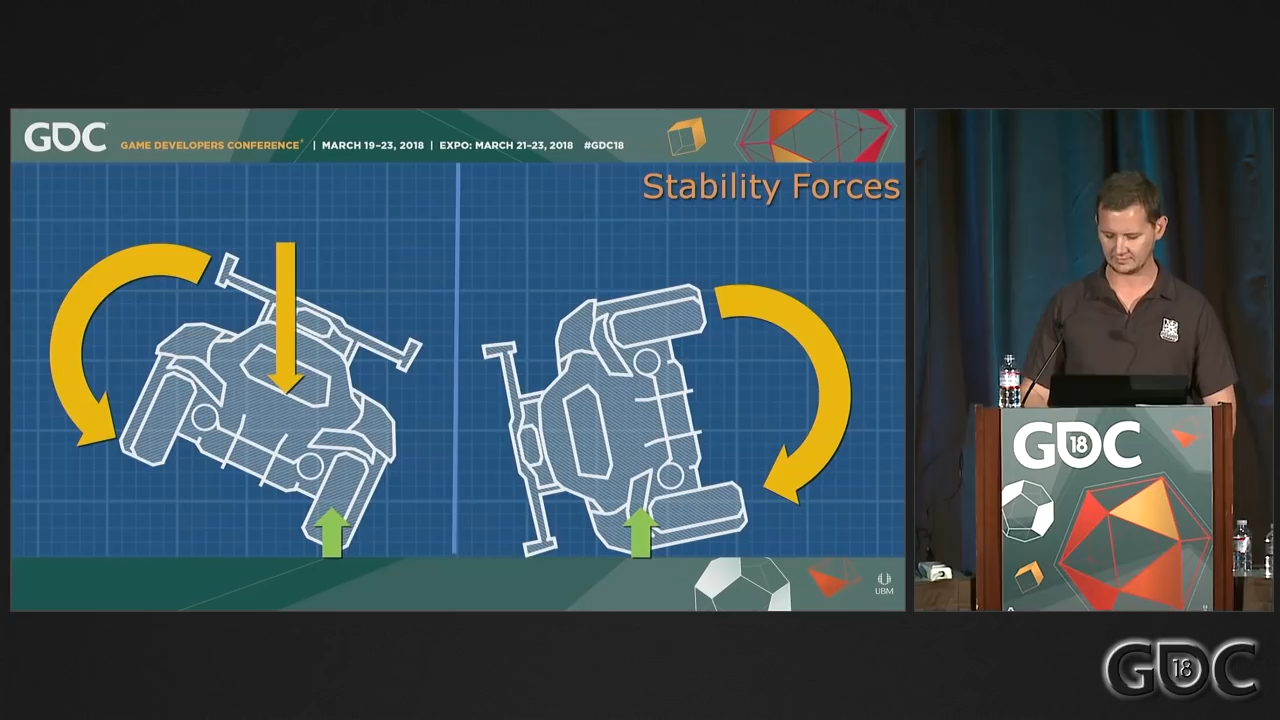 GDC GAME DEVELOPERS CONFERENCE® | MARCH 19–23, 2018 | EXPO: MARCH 21–23, 2018 #GDC18
Stability Forces
UBM
GDC
18
GDC
18